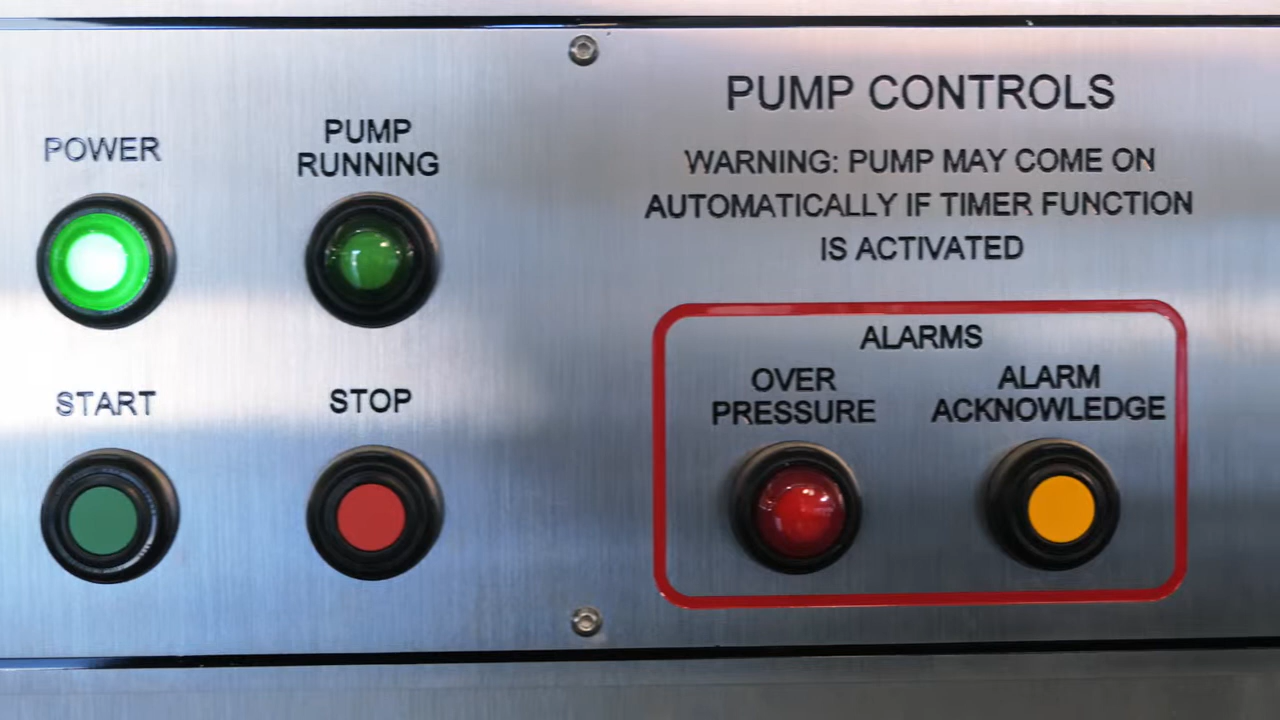 PUMP CONTROLS
WARNING: PUMP MAY COME ON
AUTOMATICALLY IF TIMER FUNCTION
IS ACTIVATED
POWER
PUMP
RUNNING
START
STOP
ALARMS
OVER
PRESSURE
ALARM
ACKNOWLEDGE